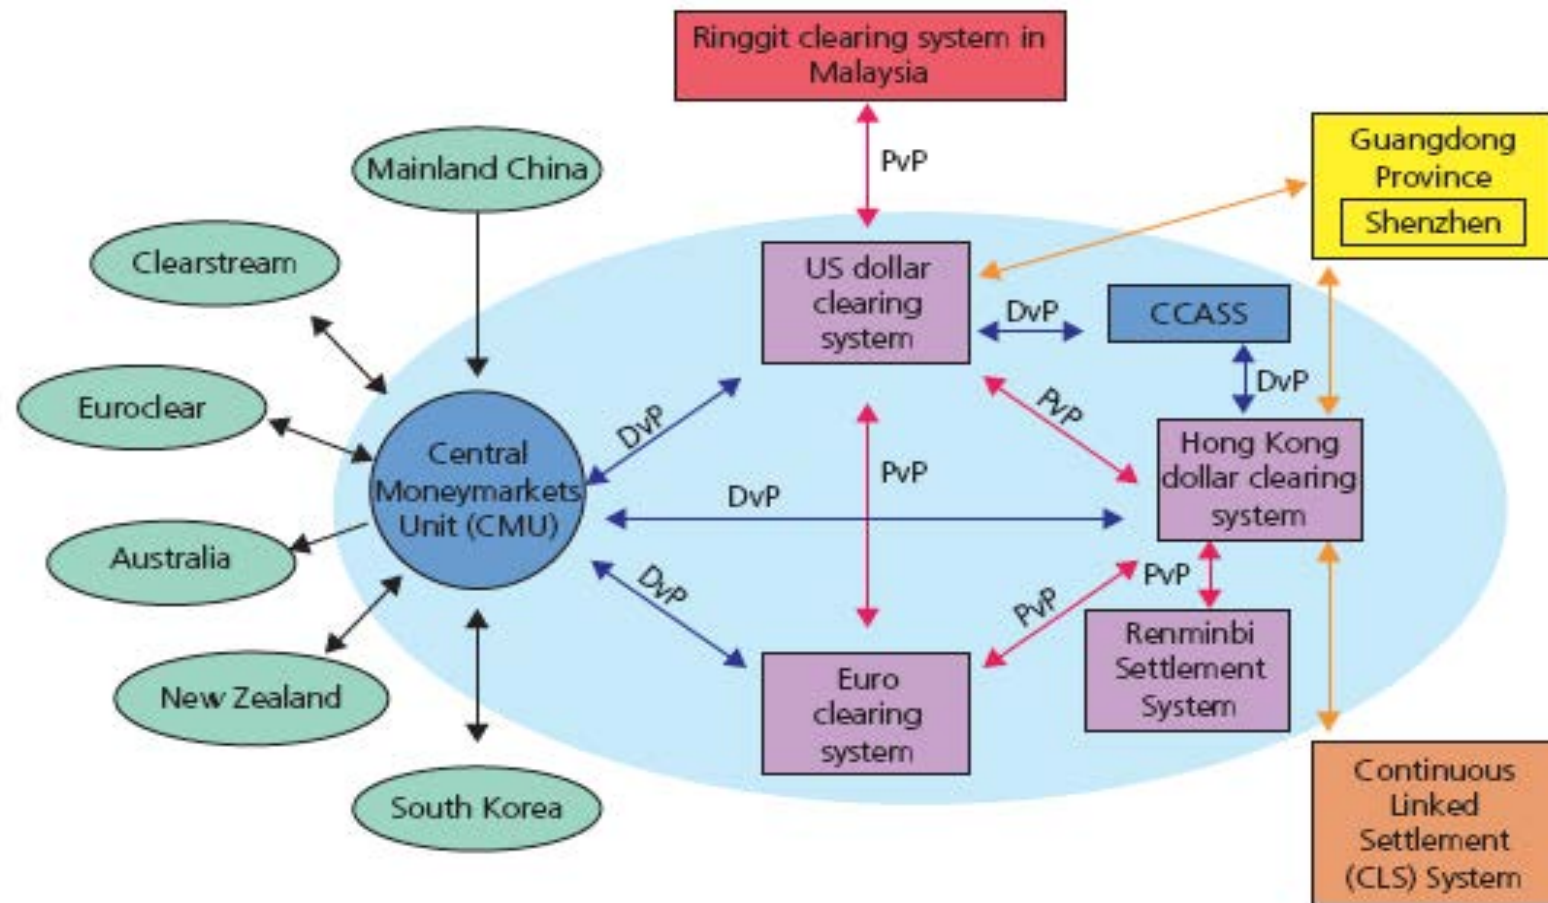 Ringgit clearing system in
Malaysia
PvP
Guangdong
Province
Shenzhen
Mainland China
Clearstream
Euroclear
Australia
New Zealand
South Korea
Central
Moneymarkets
Unit (CMU)
US dollar
clearing
system
DvP
CCASS
DvP
DvP
PvP
PvP
DvP
Hong Kong
dollar clearing
system
DvP
PvP
PvP
Euro
clearing
system
Renminbi
Settlement
System
Continuous
Linked
Settlement
(CLS) System